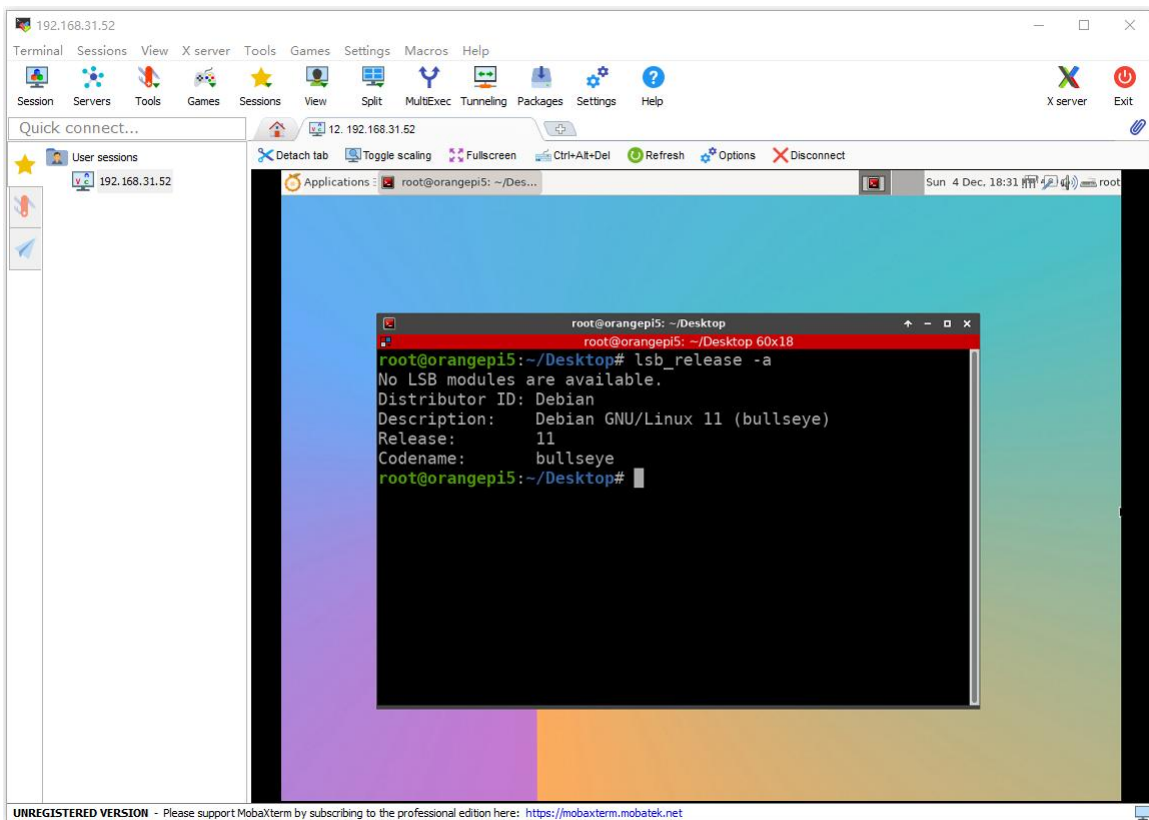 192.168.31.52
Terminal Sessions View X server Tools Games Settings Macros Help
Session Servers Tools Games Sessions View Split MultiExec Tunneling Packages Settings Help X server Exit
Quick connect...
12. 192.168.31.52
Detach tab Toggle scaling Fullscreen Ctrl+Alt+Del Refresh Options Disconnect
User sessions
192.168.31.52
Applications root@orangepi5: ~/Des... Sun 4 Dec, 18:31 root
root@orangepi5: ~/Desktop
root@orangepi5: ~/Desktop 60x18
root@orangepi5:~/Desktop# lsb_release -a
No LSB modules are available.
Distributor ID: Debian
Description: Debian GNU/Linux 11 (bullseye)
Release: 11
Codename: bullseye
root@orangepi5:~/Desktop#
UNREGISTERED VERSION - Please support MobaXterm by subscribing to the professional edition here: https://mobaxterm.mobatek.net